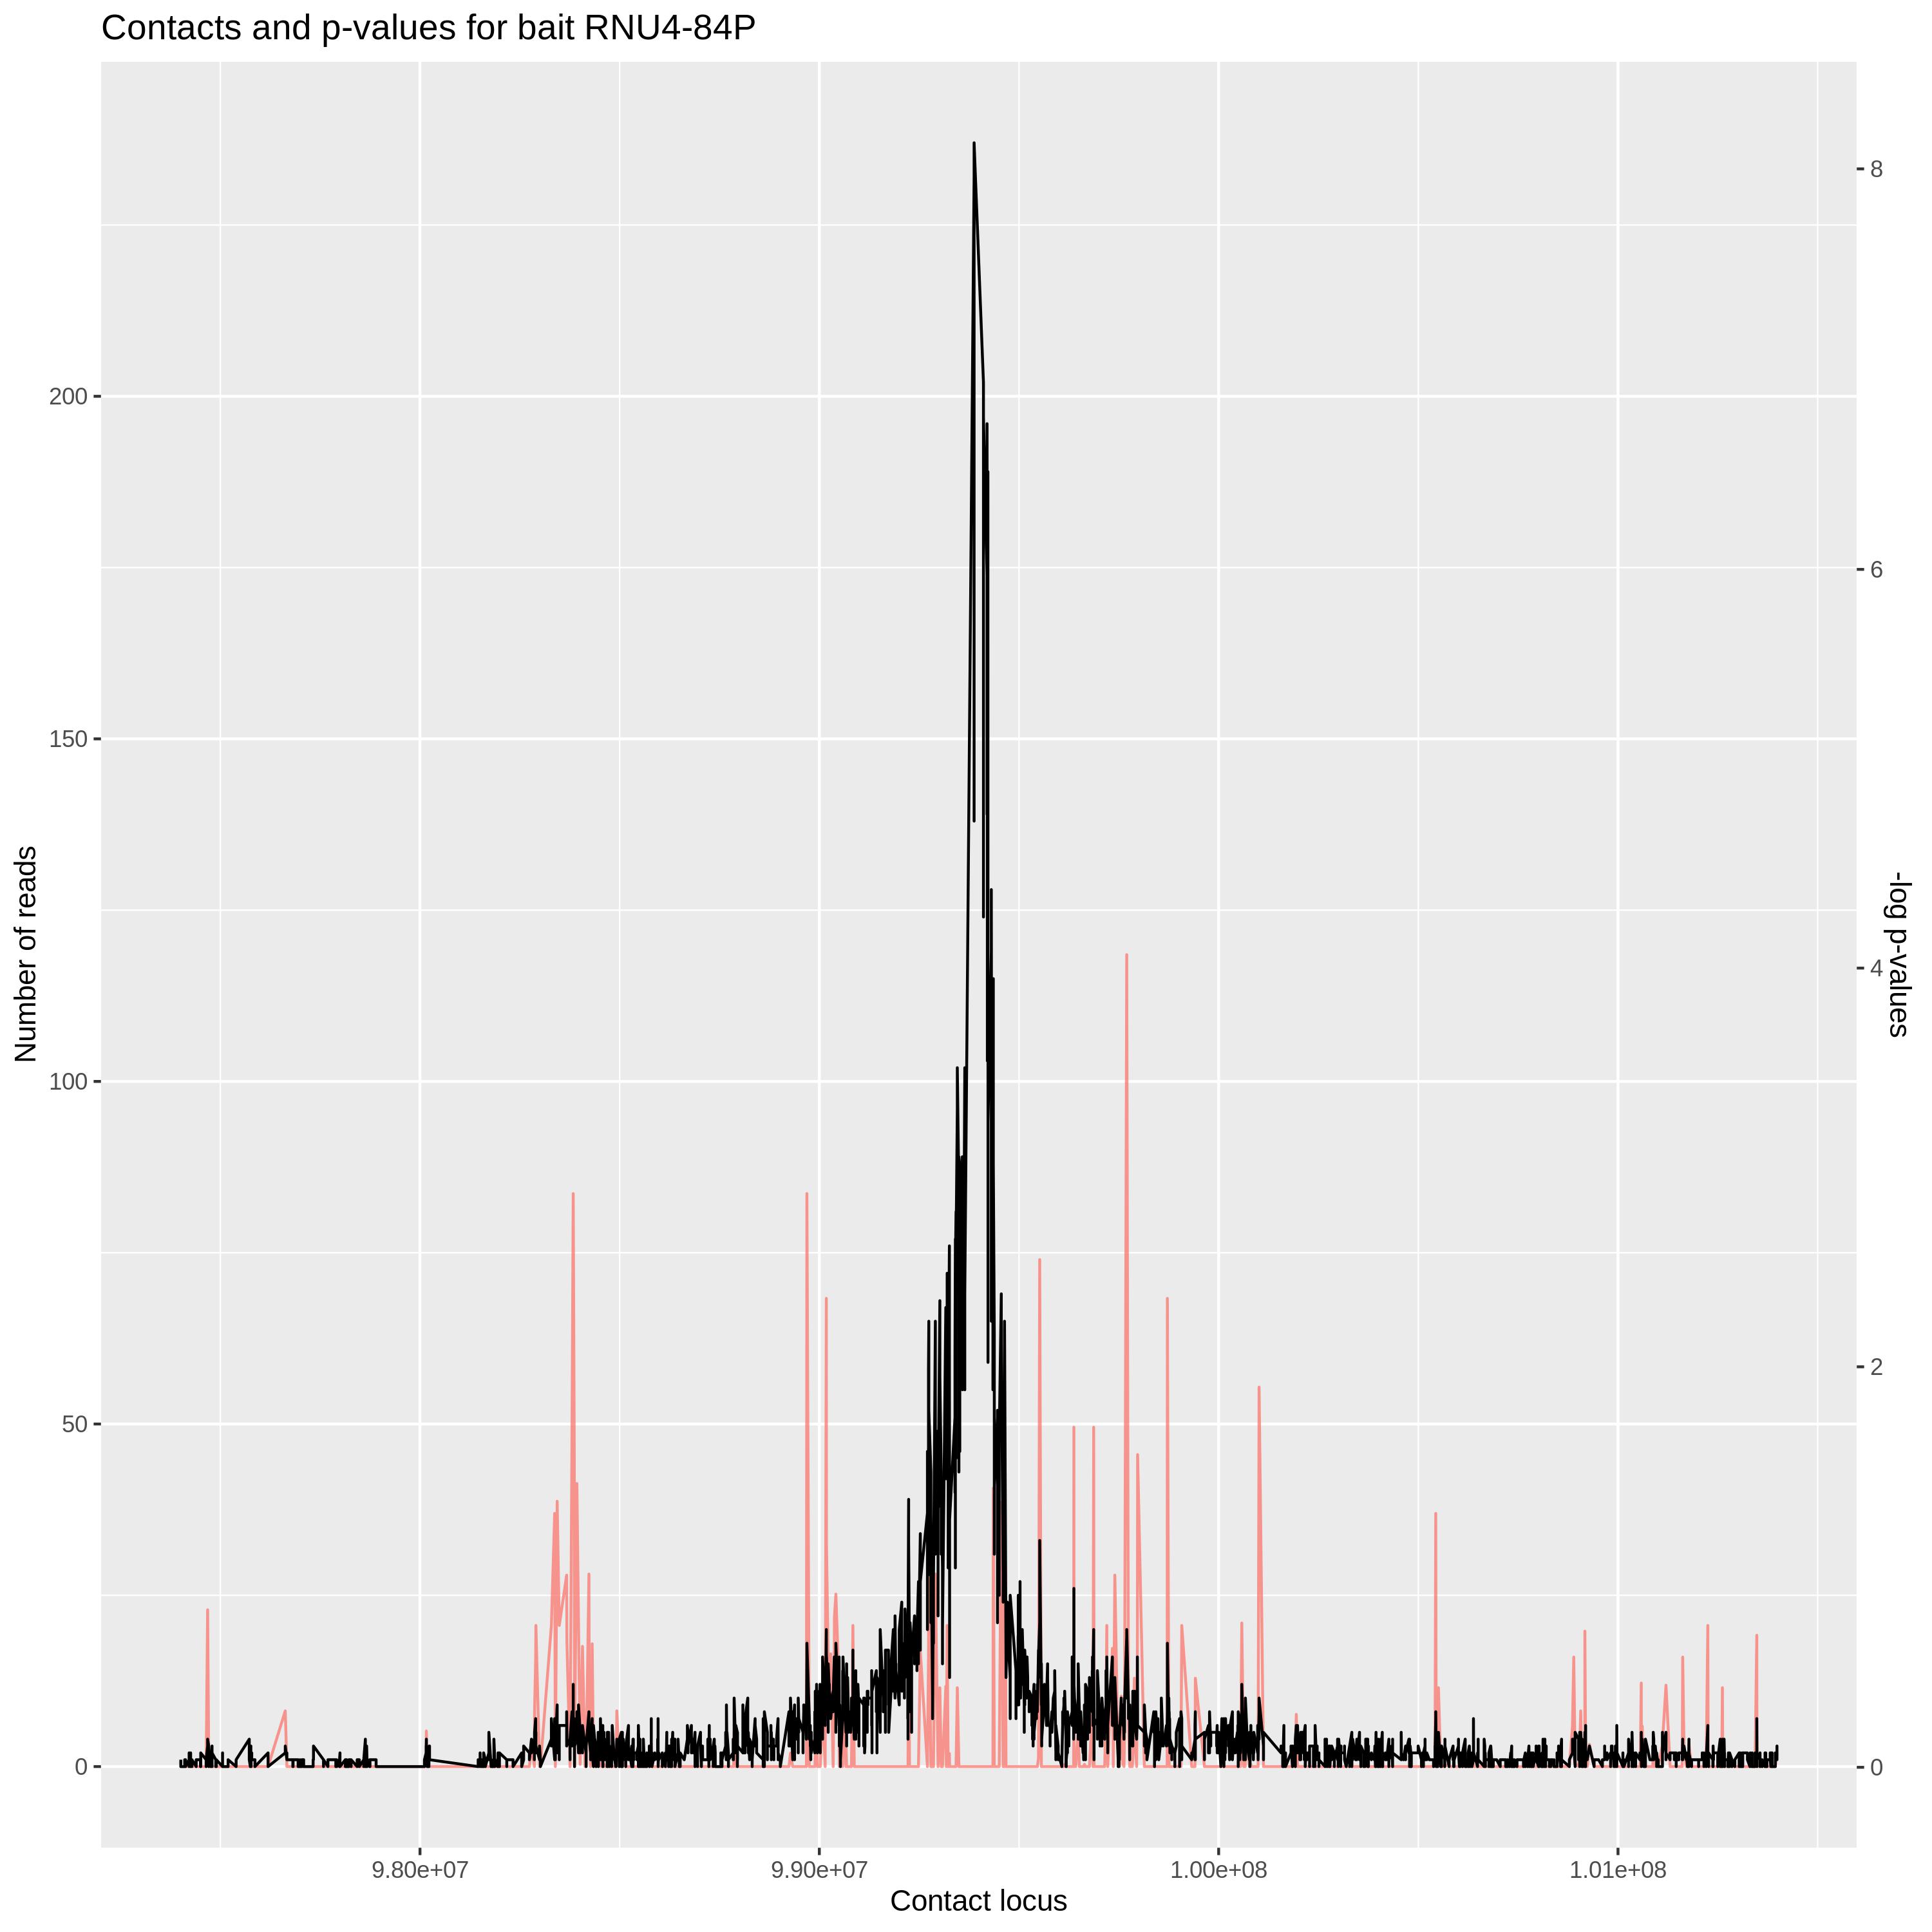 Contacts and p-values for bait RNU4-84P
200
150
100
50
0
Number of reads
8
6
4
2
0
-log p-values
9.80e+07
9.90e+07
1.00e+08
1.01e+08
Contact locus